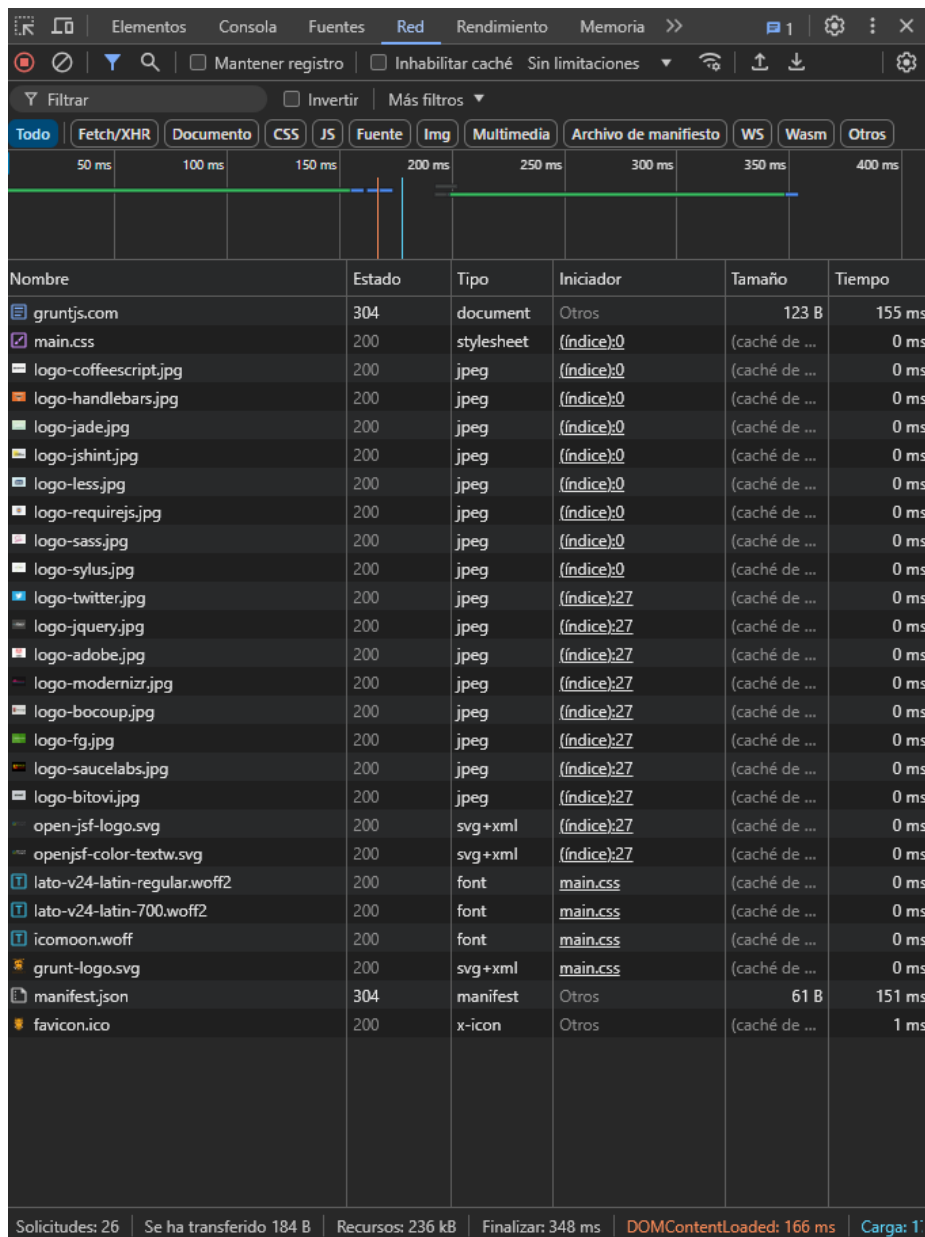 Elementos Consola Fuentes Red Rendimiento Memoria 1
Mantener registro Inhabilitar caché Sin limitaciones
Filtrar Invertir Más filtros
Todo Fetch/XHR Documento CSS JS Fuente Img Multimedia Archivo de manifiesto WS Wasm Otros
50 ms 100 ms 150 ms 200 ms 250 ms 300 ms 350 ms 400 ms
Nombre Estado Tipo Iniciador Tamaño Tiempo
gruntjs.com 304 document Otros 123 B 155 ms
main.css 200 stylesheet (índice):0 (caché de ... 0 ms
logo-coffeescript.jpg 200 jpeg (índice):0 (caché de ... 0 ms
logo-handlebars.jpg 200 jpeg (índice):0 (caché de ... 0 ms
logo-jade.jpg 200 jpeg (índice):0 (caché de ... 0 ms
logo-jshint.jpg 200 jpeg (índice):0 (caché de ... 0 ms
logo-less.jpg 200 jpeg (índice):0 (caché de ... 0 ms
logo-requirejs.jpg 200 jpeg (índice):0 (caché de ... 0 ms
logo-sass.jpg 200 jpeg (índice):0 (caché de ... 0 ms
logo-sylus.jpg 200 jpeg (índice):0 (caché de ... 0 ms
logo-twitter.jpg 200 jpeg (índice):27 (caché de ... 0 ms
logo-jquery.jpg 200 jpeg (índice):27 (caché de ... 0 ms
logo-adobe.jpg 200 jpeg (índice):27 (caché de ... 0 ms
logo-modernizr.jpg 200 jpeg (índice):27 (caché de ... 0 ms
logo-bocoup.jpg 200 jpeg (índice):27 (caché de ... 0 ms
logo-fg.jpg 200 jpeg (índice):27 (caché de ... 0 ms
logo-saucelabs.jpg 200 jpeg (índice):27 (caché de ... 0 ms
logo-bitovi.jpg 200 jpeg (índice):27 (caché de ... 0 ms
open-jsf-logo.svg 200 svg+xml (índice):27 (caché de ... 0 ms
openjsf-color-textw.svg 200 svg+xml (índice):27 (caché de ... 0 ms
lato-v24-latin-regular.woff2 200 font main.css (caché de ... 0 ms
lato-v24-latin-700.woff2 200 font main.css (caché de ... 0 ms
icomoon.woff 200 font main.css (caché de ... 0 ms
grunt-logo.svg 200 svg+xml main.css (caché de ... 0 ms
manifest.json 304 manifest Otros 61 B 151 ms
favicon.ico 200 x-icon Otros (caché de ... 1 ms
Solicitudes: 26 Se ha transferido 184 B Recursos: 236 kB Finalizar: 348 ms DOMContentLoaded: 166 ms Carga: